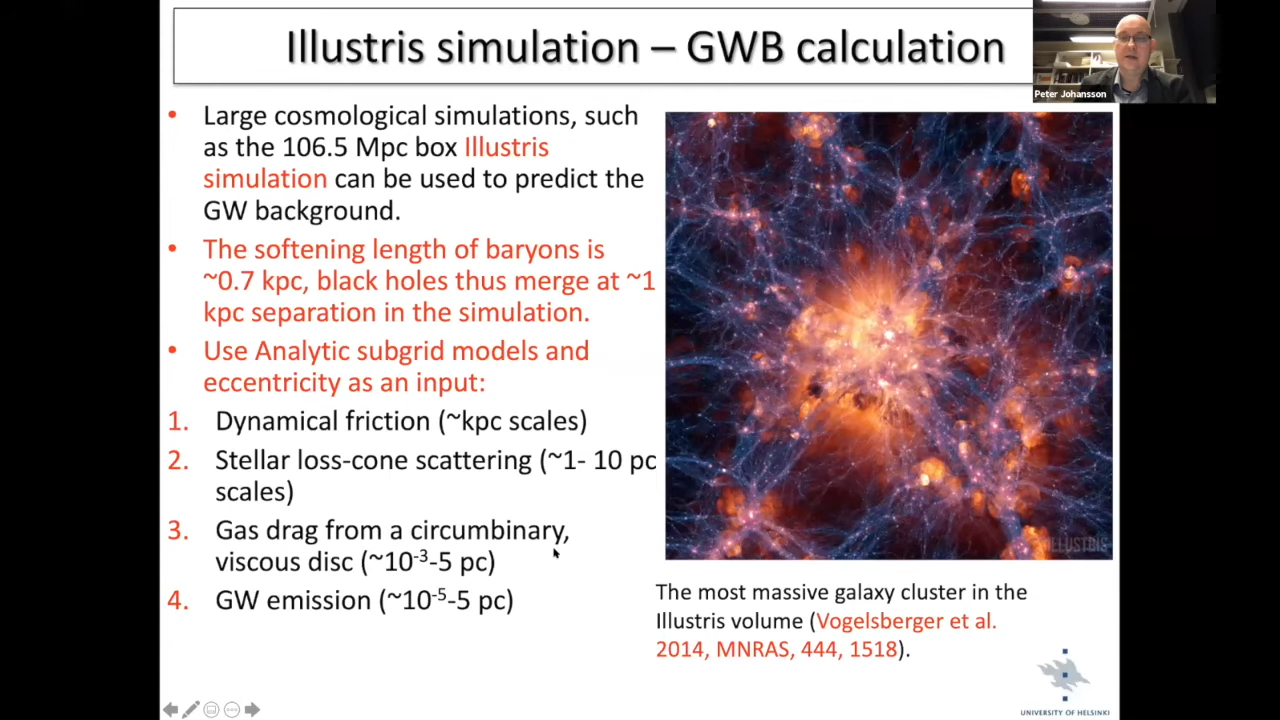 Illustris simulation – GWB calculation
Peter Johansson
• Large cosmological simulations, such
as the 106.5 Mpc box Illustris
simulation can be used to predict the
GW background.
• The softening length of baryons is
~0.7 kpc, black holes thus merge at ~1
kpc separation in the simulation.
• Use Analytic subgrid models and
eccentricity as an input:
1. Dynamical friction (~kpc scales)
2. Stellar loss-cone scattering (~1- 10 pc
scales)
3. Gas drag from a circumbinary,
viscous disc (~10⁻³-5 pc)
4. GW emission (~10⁻⁵-5 pc)
ILLUSTRIS
The most massive galaxy cluster in the
Illustris volume (Vogelsberger et al.
2014, MNRAS, 444, 1518).
UNIVERSITY OF HELSINKI